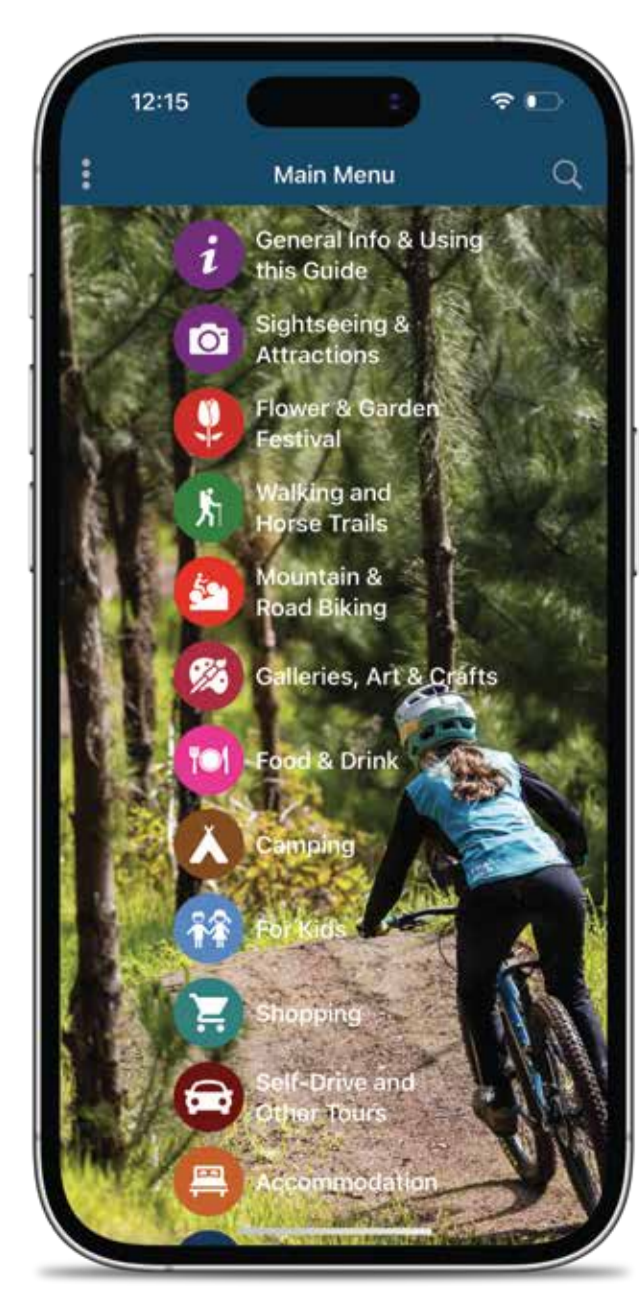 12:15
Main Menu
General Info & Using
this Guide
Sightseeing &
Attractions
Flower & Garden
Festival
Walking and
Horse Trails
Mountain &
Road Biking
Galleries, Art & Crafts
Food & Drink
Camping
For Kids
Shopping
Self-Drive and
Other Tours
Accommodation